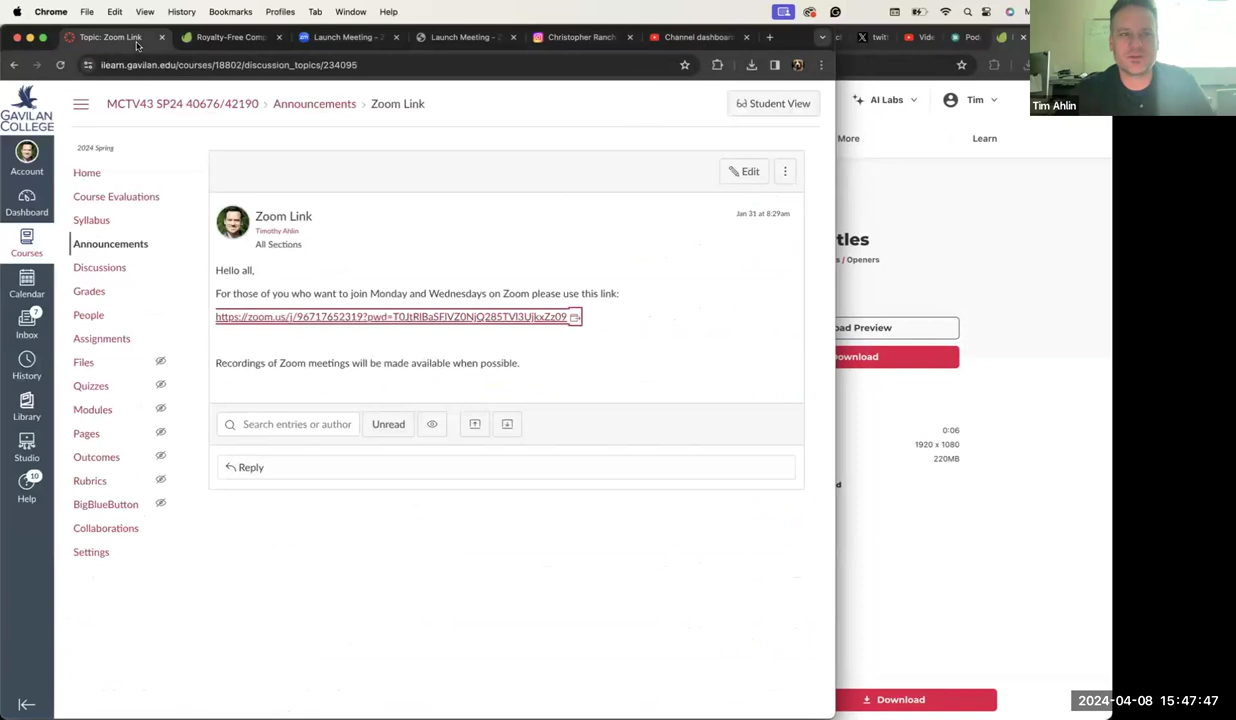 Chrome File Edit View History Bookmarks Profiles Tab Window Help
Topic: Zoom Link
Royalty-Free Comp
Launch Meeting - Z
Launch Meeting - Z
Christopher Ranch
Channel dashboard
twitt
Vide
Pod
ilearn.gavilan.edu/courses/18802/discussion_topics/234095
GAVILAN
COLLEGE
MCTV43 SP24 40676/42190 › Announcements › Zoom Link
Student View
AI Labs
Tim
Tim Ahlin
More
Learn
2024 Spring
Account
Dashboard
Courses
Calendar
7
Inbox
History
Library
Studio
10
Help
Home
Course Evaluations
Syllabus
Announcements
Discussions
Grades
People
Assignments
Files
Quizzes
Modules
Pages
Outcomes
Rubrics
BigBlueButton
Collaborations
Settings
Edit
Zoom Link
Timothy Ahlin
All Sections
Jan 31 at 8:29am
Hello all,
For those of you who want to join Monday and Wednesdays on Zoom please use this link:
Recordings of Zoom meetings will be made available when possible.
Search entries or author
Unread
Reply
tles
s / Openers
oad Preview
ownload
0:06
1920 x 1080
220MB
d
Download
2024-04-08 15:47:47